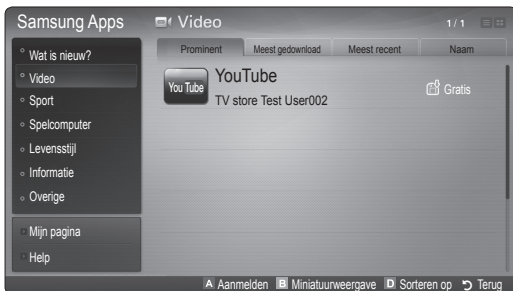 Samsung Apps
Video
1 / 1
Wat is nieuw?
Video
Sport
Spelcomputer
Levensstijl
Informatie
Overige
Mijn pagina
Help
Prominent
Meest gedownload
Meest recent
Naam
You Tube
YouTube
TV store Test User002
Gratis
A Aanmelden B Miniatuurweergave D Sorteren op Terug